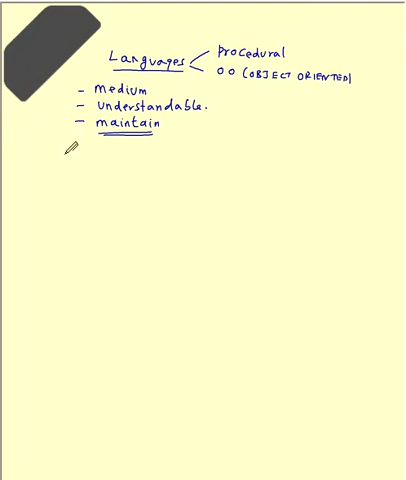 Languages
Procedural
OO (OBJECT ORIENTED)
- medium
- understandable.
- maintain